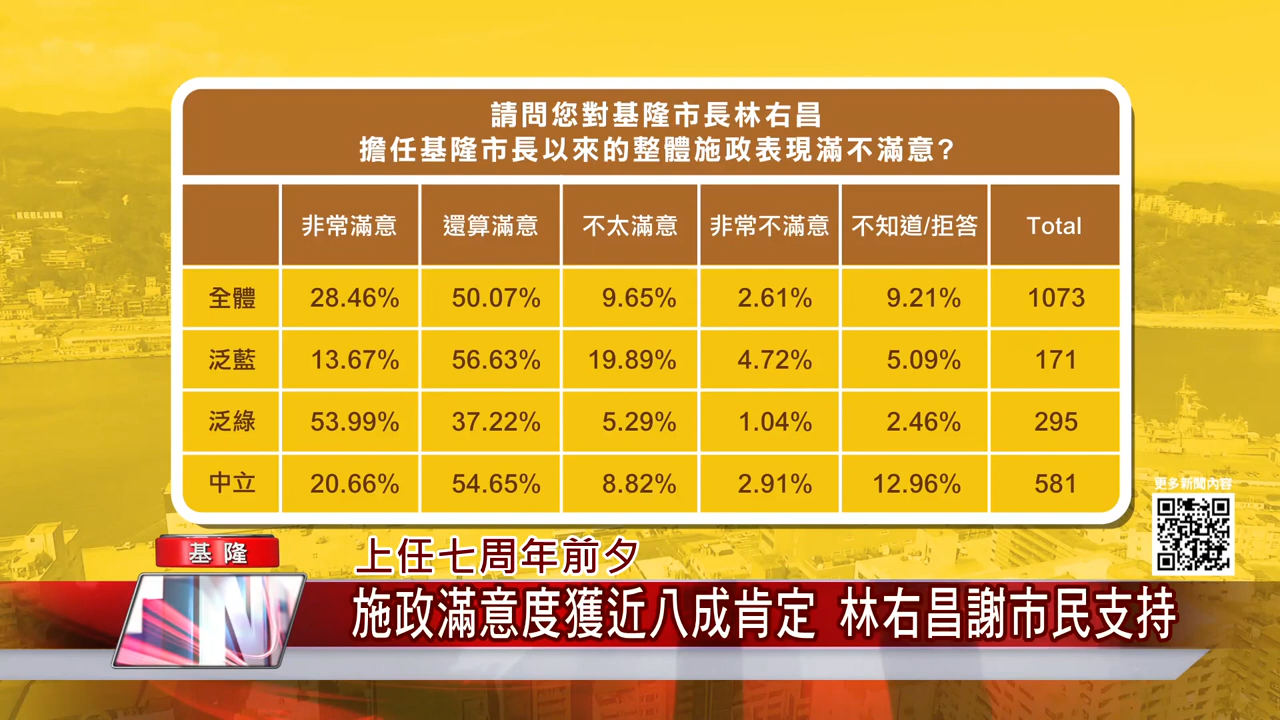 請問您對基隆市長林右昌
擔任基隆市長以來的整體施政表現滿不滿意?
非常滿意 還算滿意 不太滿意 非常不滿意 不知道/拒答 Total
全體 28.46% 50.07% 9.65% 2.61% 9.21% 1073
泛藍 13.67% 56.63% 19.89% 4.72% 5.09% 171
泛綠 53.99% 37.22% 5.29% 1.04% 2.46% 295
中立 20.66% 54.65% 8.82% 2.91% 12.96% 581
KEELUNG
更多新聞內容
基隆
上任七周年前夕
施政滿意度獲近八成肯定 林右昌謝市民支持
N